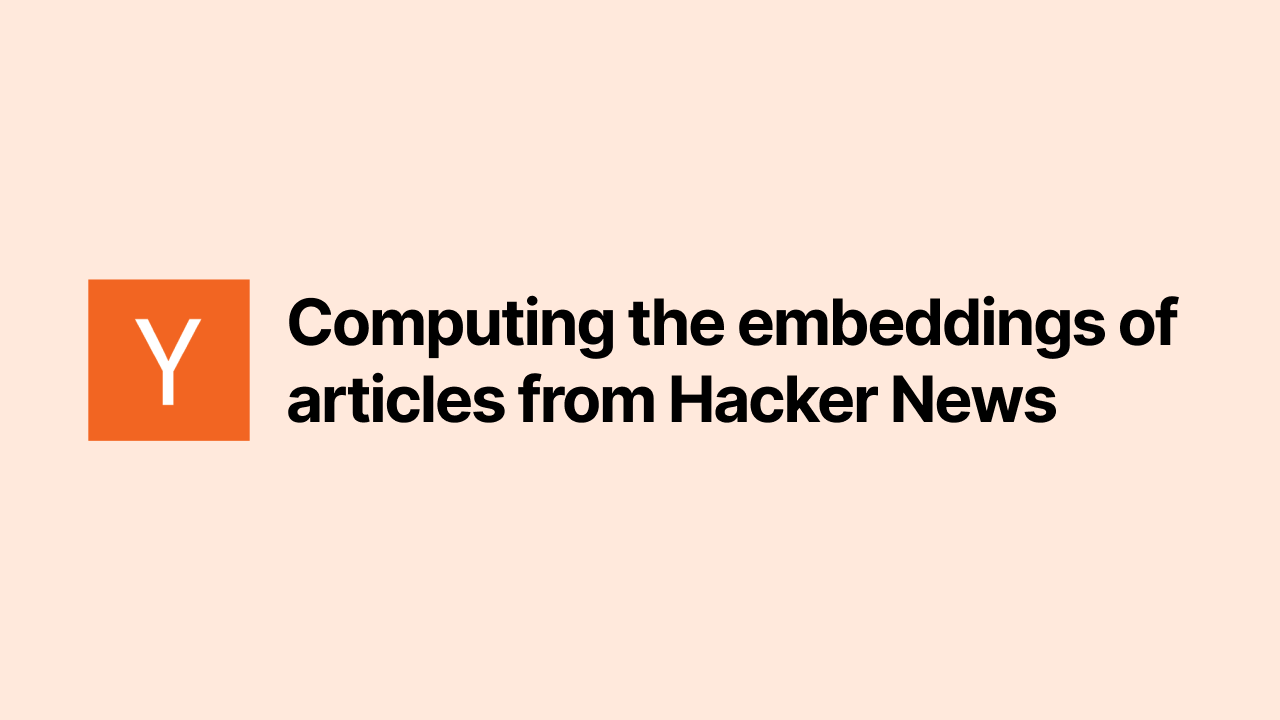 Y
Computing the embeddings of
articles from Hacker News